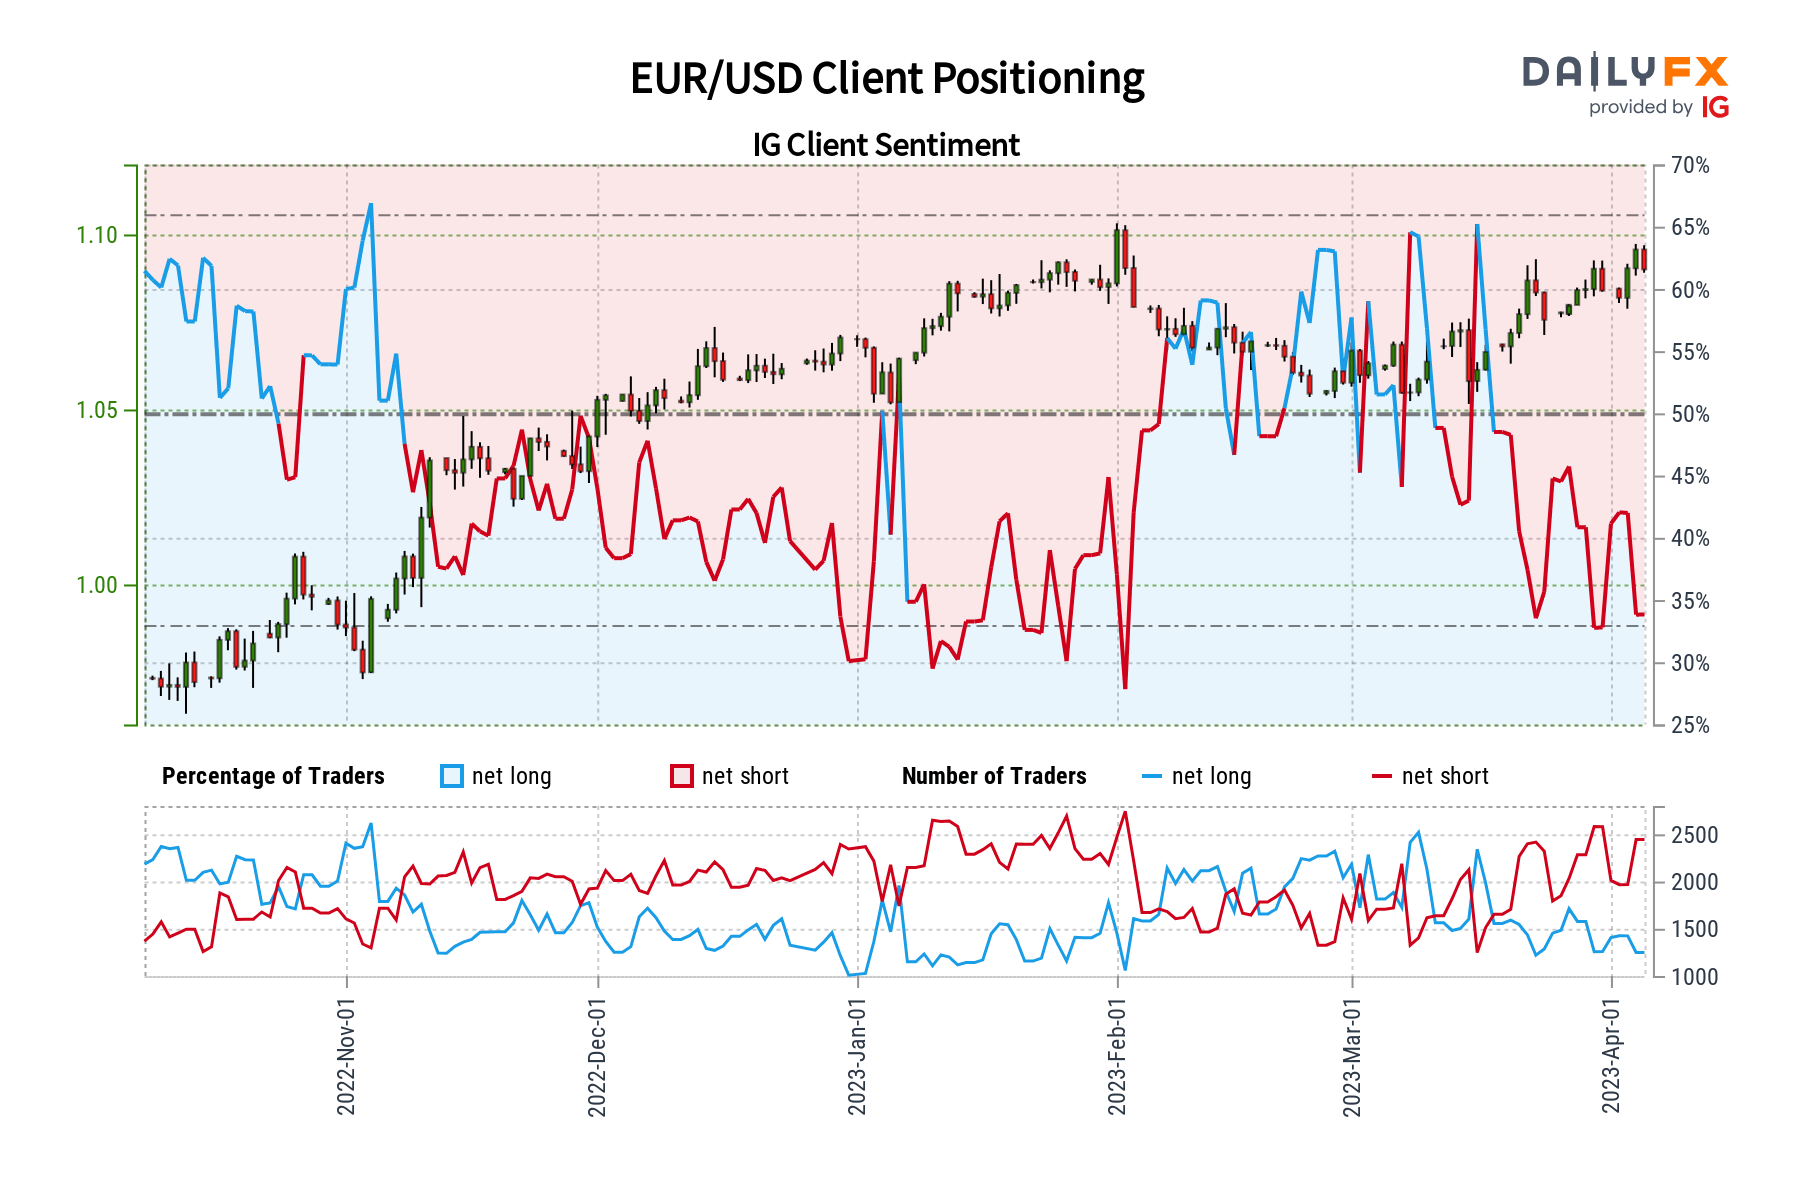 EUR/USD Client Positioning
DAILYFX
provided by IG
IG Client Sentiment
1.10
1.05
1.00
70%
65%
60%
55%
50%
45%
40%
35%
30%
25%
Percentage of Traders
net long
net short
Number of Traders
net long
net short
2500
2000
1500
1000
2022-Nov-01
2022-Dec-01
2023-Jan-01
2023-Feb-01
2023-Mar-01
2023-Apr-01